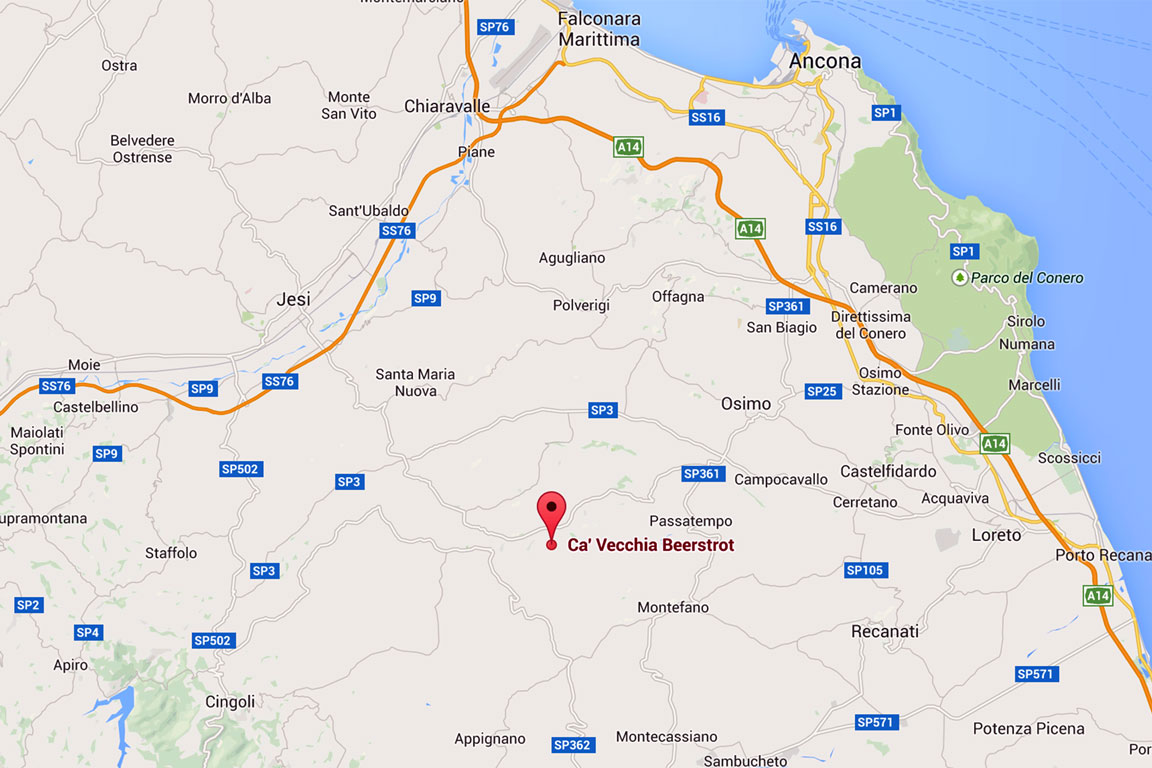 Montemarciano
SP76
Falconara
Marittima
Ostra
Ancona
Morro d'Alba
Monte
San Vito
Chiaravalle
SS16
SP1
Belvedere
Ostrense
Piane
A14
Sant'Ubaldo
SS76
A14
SS16
Agugliano
SP1
Parco del Conero
Jesi
SP9
Polverigi
Offagna
Camerano
SP361
San Biagio
Direttissima
del Conero
Sirolo
Numana
Moie
SS76
SP9
SS76
Santa Maria
Nuova
Osimo
Stazione
Marcelli
Castelbellino
SP3
Osimo
SP25
Maiolati
Spontini
SP9
Fonte Olivo
A14
Scossicci
SP502
SP3
SP361
Campocavallo
Castelfidardo
Cerretano
Acquaviva
upramontana
Passatempo
Loreto
Staffolo
Ca' Vecchia Beerstrot
Porto Recana
SP3
SP105
A14
SP2
Montefano
SP4
SP502
Recanati
Apiro
SP571
Cingoli
SP571
Potenza Picena
Appignano
SP362
Montecassiano
Por
Sambucheto